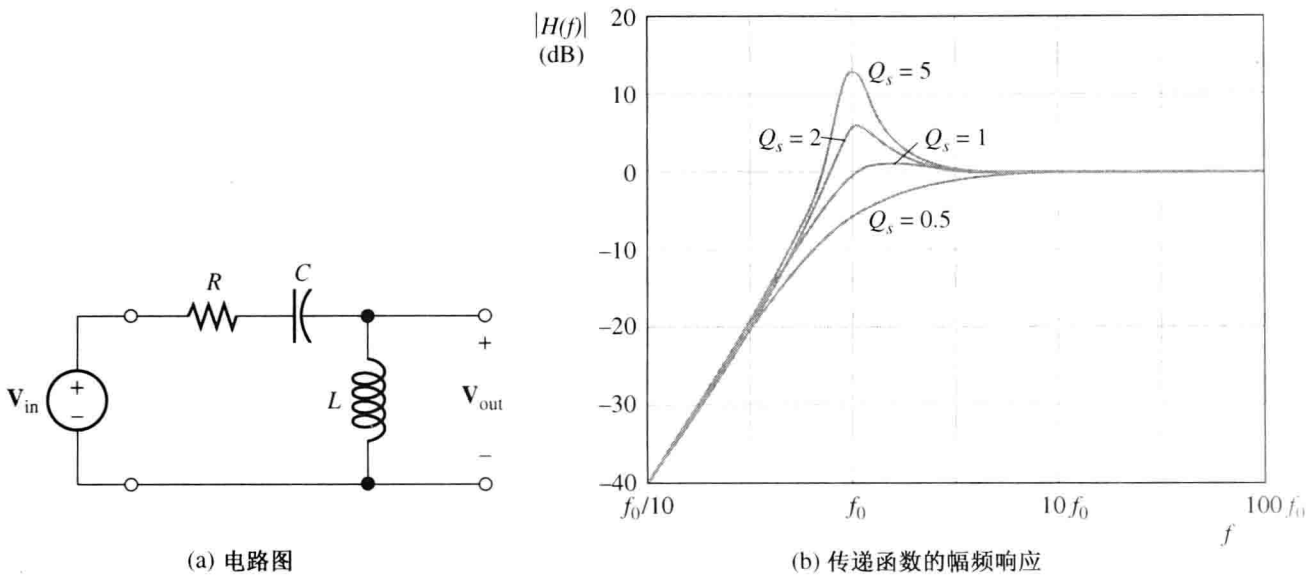 R
C
+
−
V_in
L
+
V_out
−
(a) 电路图
|H(f)|
(dB)
20
10
0
−10
−20
−30
−40
Q_s = 5
Q_s = 2
Q_s = 1
Q_s = 0.5
f_0/10
f_0
10 f_0
100 f_0
f
(b) 传递函数的幅频响应